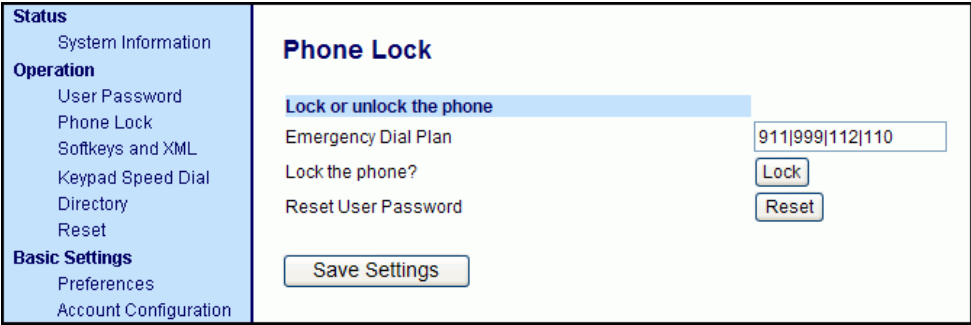 Status
System Information
Operation
User Password
Phone Lock
Softkeys and XML
Keypad Speed Dial
Directory
Reset
Basic Settings
Preferences
Account Configuration
Phone Lock
Lock or unlock the phone
Emergency Dial Plan 911|999|112|110
Lock the phone? Lock
Reset User Password Reset
Save Settings